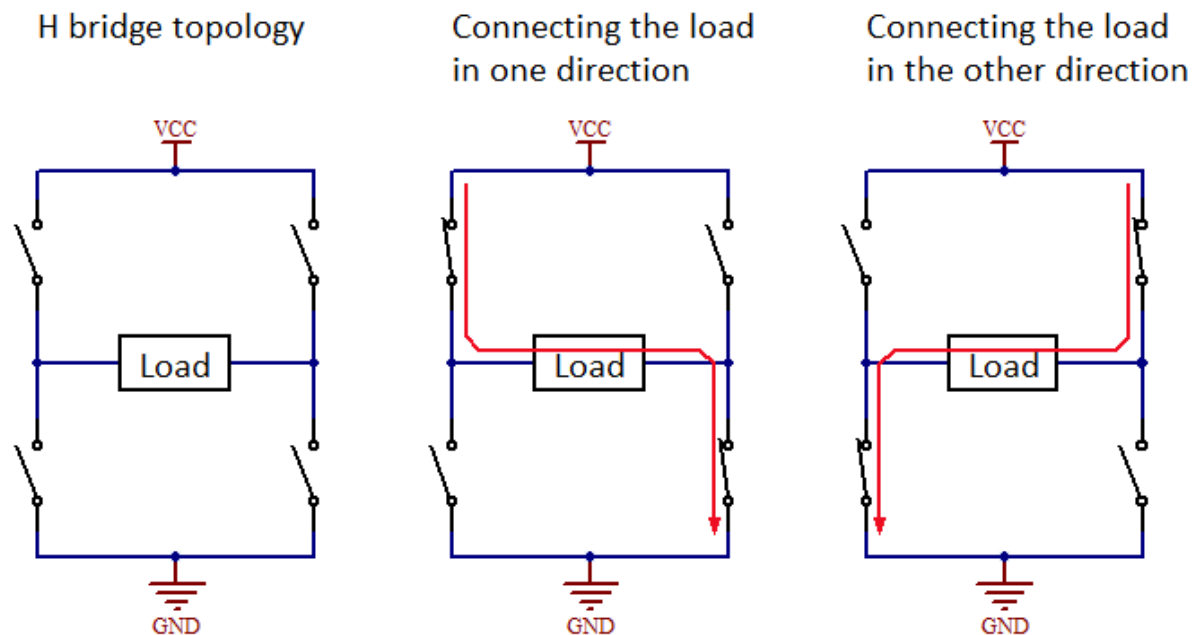 H bridge topology
Connecting the load
in one direction
Connecting the load
in the other direction
VCC
VCC
VCC
Load
Load
Load
GND
GND
GND